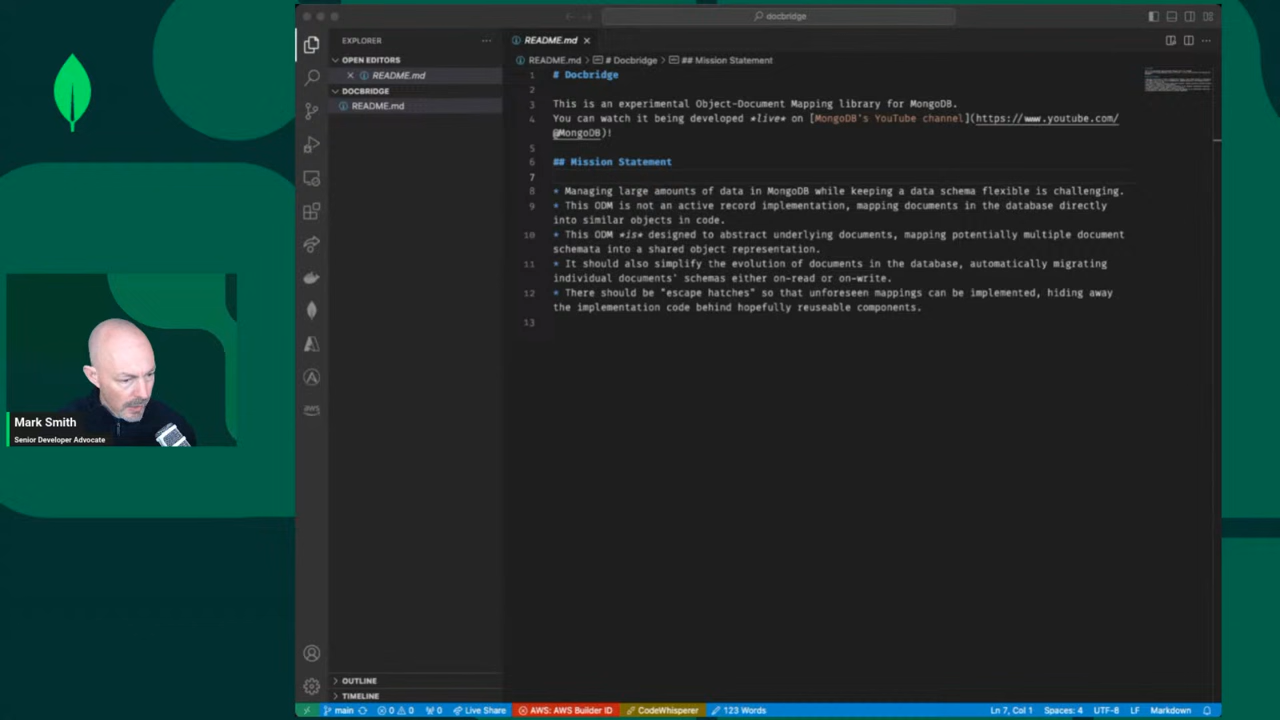 docbridge
EXPLORER
README.md
OPEN EDITORS
README.md
DOCBRIDGE
README.md
README.md > # Docbridge > ## Mission Statement
1 # Docbridge
2
3 This is an experimental Object-Document Mapping library for MongoDB.
4 You can watch it being developed *live* on [MongoDB's YouTube channel](https://www.youtube.com/
@MongoDB)!
5
6 ## Mission Statement
7
8 * Managing large amounts of data in MongoDB while keeping a data schema flexible is challenging.
9 * This ODM is not an active record implementation, mapping documents in the database directly
into similar objects in code.
10 * This ODM *is* designed to abstract underlying documents, mapping potentially multiple document
schemata into a shared object representation.
11 * It should also simplify the evolution of documents in the database, automatically migrating
individual documents' schemas either on-read or on-write.
12 * There should be "escape hatches" so that unforeseen mappings can be implemented, hiding away
the implementation code behind hopefully reuseable components.
13
aws
Mark Smith
Senior Developer Advocate
OUTLINE
TIMELINE
main 0 0 0 Live Share AWS: AWS Builder ID CodeWhisperer 123 Words Ln 7, Col 1 Spaces: 4 UTF-8 LF Markdown